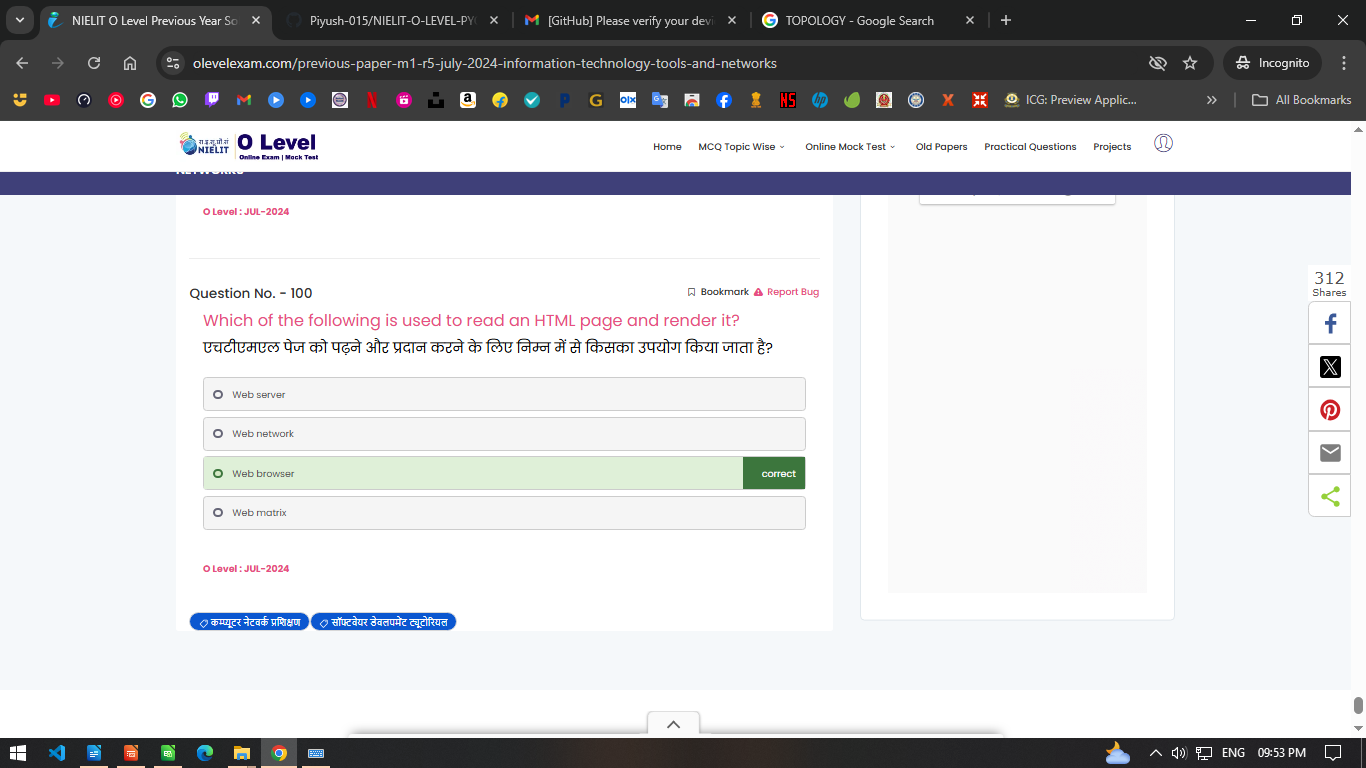 NIELIT O Level Previous Year So
Piyush-015/NIELIT-O-LEVEL-PY
[GitHub] Please verify your devi
TOPOLOGY - Google Search
olevelexam.com/previous-paper-m1-r5-july-2024-information-technology-tools-and-networks
Incognito
ICG: Preview Applic...
All Bookmarks
रा.इ.सू.प्रौ.सं
NIELIT
O Level
Online Exam | Mock Test
Home
MCQ Topic Wise
Online Mock Test
Old Papers
Practical Questions
Projects
NETWORKS
O Level : JUL-2024
Question No. - 100
Bookmark
Report Bug
Which of the following is used to read an HTML page and render it?
एचटीएमएल पेज को पढ़ने और प्रदान करने के लिए निम्न में से किसका उपयोग किया जाता है?
Web server
Web network
Web browser
correct
Web matrix
O Level : JUL-2024
कम्प्यूटर नेटवर्क प्रशिक्षण
सॉफ्टवेयर डेवलपमेंट ट्यूटोरियल
312
Shares
ENG
09:53 PM